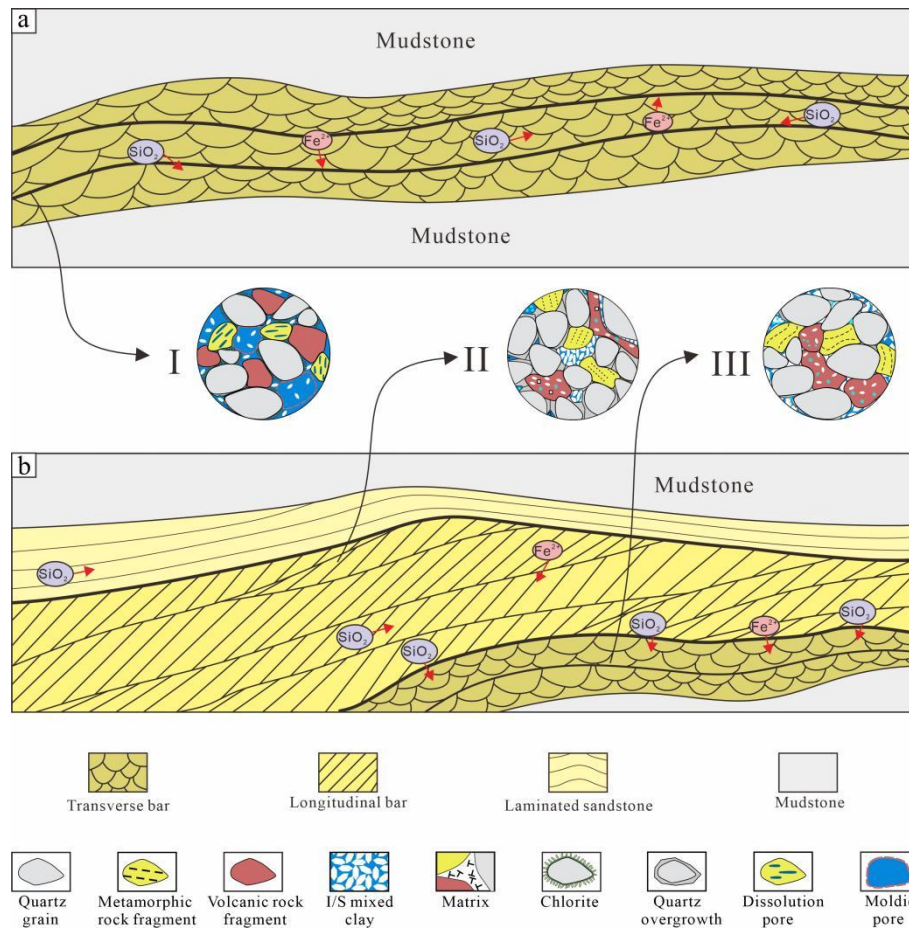 a
Mudstone
SiO₂
Fe²⁺
SiO₂
Fe²⁺
SiO₂
Mudstone
I
II
III
b
Mudstone
SiO₂
Fe²⁺
SiO₂
SiO₂
SiO₂
Fe²⁺
SiO₂
Transverse bar
Longitudinal bar
Laminated sandstone
Mudstone
Quartz
grain
Metamorphic
rock fragment
Volcanic rock
fragment
I/S mixed
clay
Matrix
Chlorite
Quartz
overgrowth
Dissolution
pore
Moldic
pore